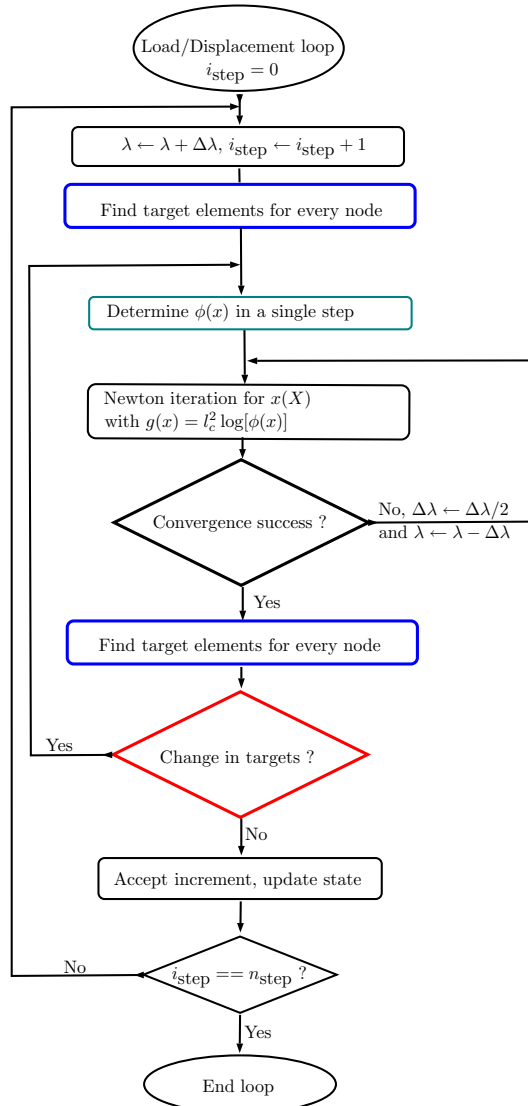 Load/Displacement loop
i_step = 0
λ ← λ + Δλ, i_step ← i_step + 1
Find target elements for every node
Determine ϕ(x) in a single step
Newton iteration for x(X)
with g(x) = l_c^2 log[ϕ(x)]
Convergence success ?
No, Δλ ← Δλ/2
and λ ← λ − Δλ
Yes
Find target elements for every node
Change in targets ?
Yes
No
Accept increment, update state
i_step == n_step ?
No
Yes
End loop